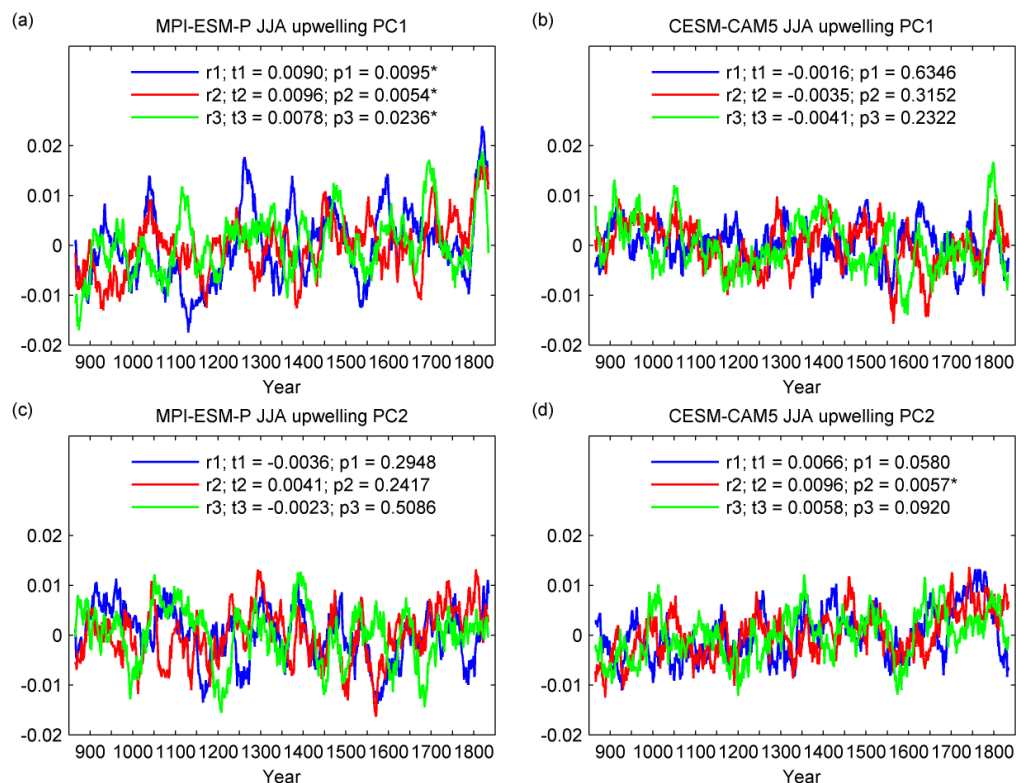 (a)
MPI-ESM-P JJA upwelling PC1
r1; t1 = 0.0090; p1 = 0.0095*
r2; t2 = 0.0096; p2 = 0.0054*
r3; t3 = 0.0078; p3 = 0.0236*
0.02
0.01
0
-0.01
-0.02
900 1000 1100 1200 1300 1400 1500 1600 1700 1800
Year
(b)
CESM-CAM5 JJA upwelling PC1
r1; t1 = -0.0016; p1 = 0.6346
r2; t2 = -0.0035; p2 = 0.3152
r3; t3 = -0.0041; p3 = 0.2322
0.02
0.01
0
-0.01
-0.02
900 1000 1100 1200 1300 1400 1500 1600 1700 1800
Year
(c)
MPI-ESM-P JJA upwelling PC2
r1; t1 = -0.0036; p1 = 0.2948
r2; t2 = 0.0041; p2 = 0.2417
r3; t3 = -0.0023; p3 = 0.5086
0.02
0.01
0
-0.01
-0.02
900 1000 1100 1200 1300 1400 1500 1600 1700 1800
Year
(d)
CESM-CAM5 JJA upwelling PC2
r1; t1 = 0.0066; p1 = 0.0580
r2; t2 = 0.0096; p2 = 0.0057*
r3; t3 = 0.0058; p3 = 0.0920
0.02
0.01
0
-0.01
-0.02
900 1000 1100 1200 1300 1400 1500 1600 1700 1800
Year